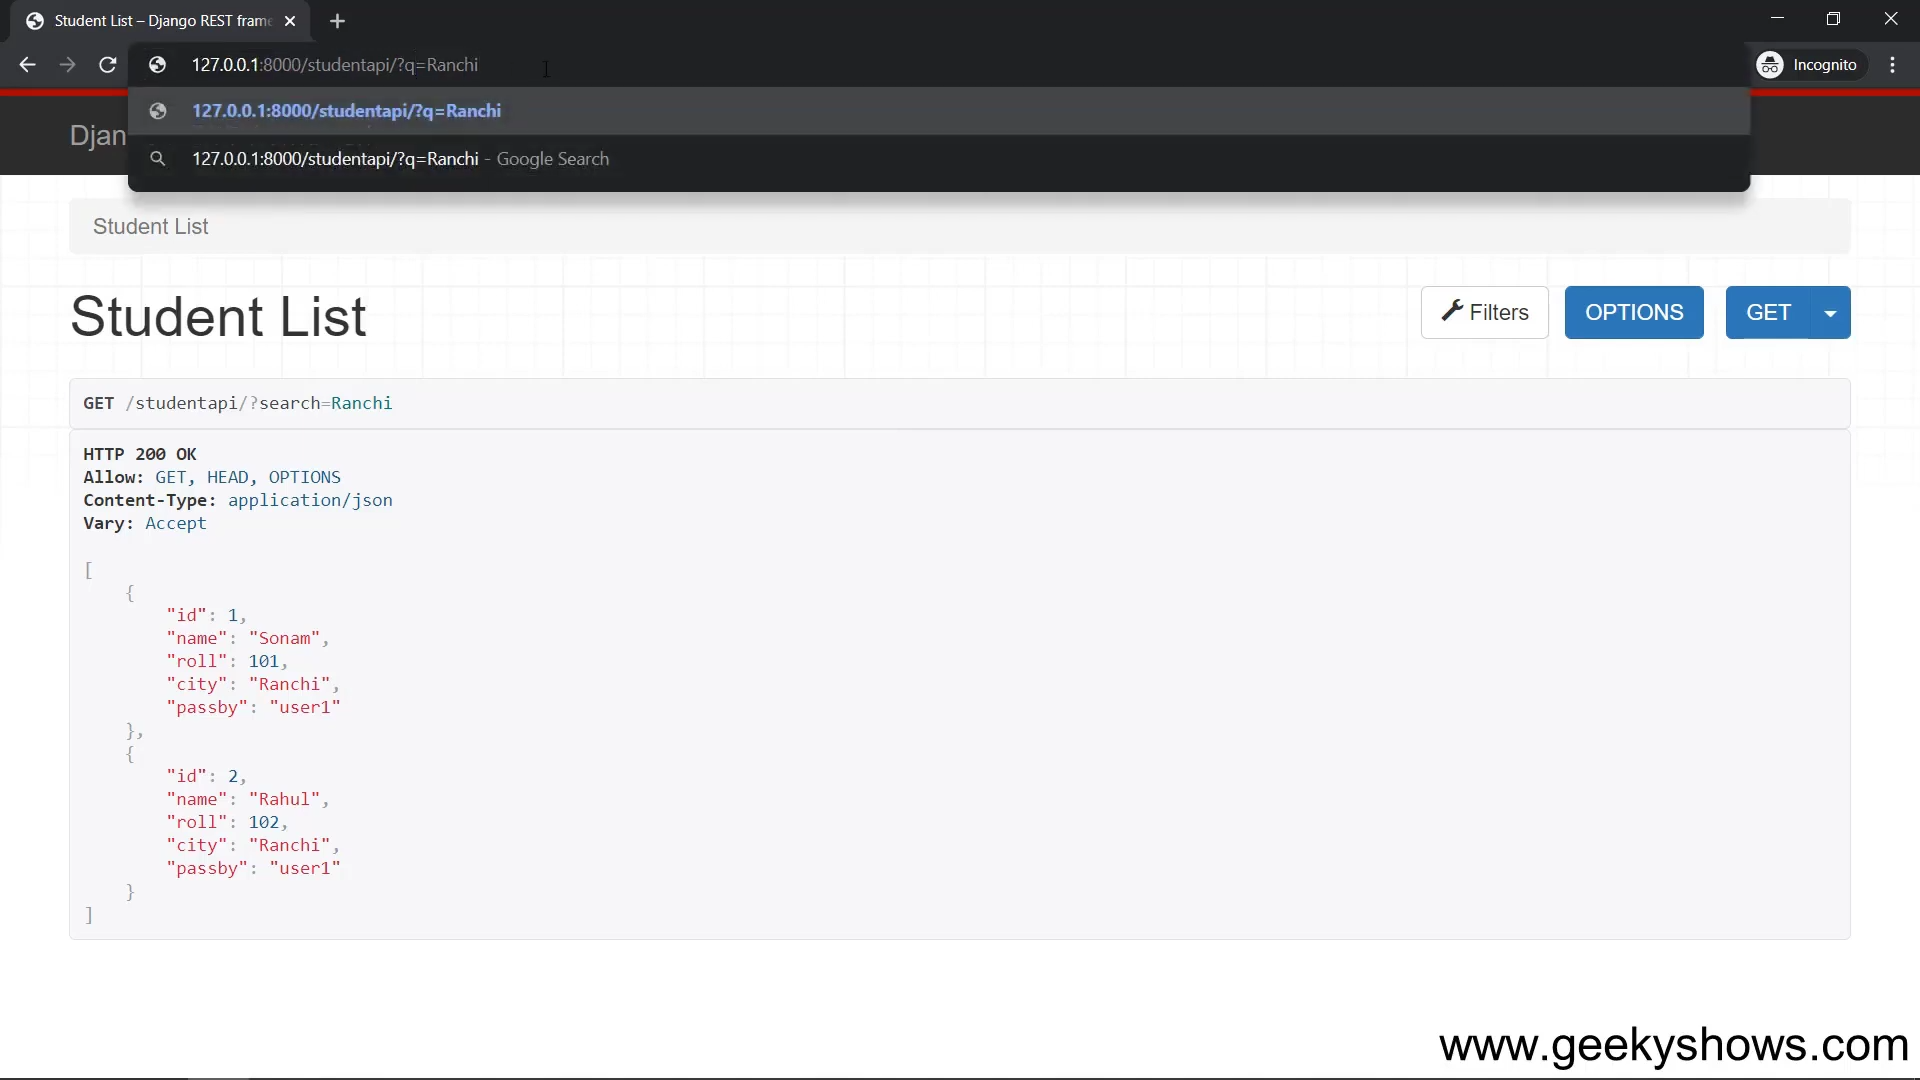 Student List – Django REST frame
127.0.0.1:8000/studentapi/?q=Ranchi
Incognito
127.0.0.1:8000/studentapi/?q=Ranchi
Djan
127.0.0.1:8000/studentapi/?q=Ranchi - Google Search
Student List
Student List
Filters
OPTIONS
GET
GET /studentapi/?search=Ranchi
HTTP 200 OK
Allow: GET, HEAD, OPTIONS
Content-Type: application/json
Vary: Accept
[
{
"id": 1,
"name": "Sonam",
"roll": 101,
"city": "Ranchi",
"passby": "user1"
},
{
"id": 2,
"name": "Rahul",
"roll": 102,
"city": "Ranchi",
"passby": "user1"
}
]
www.geekyshows.com